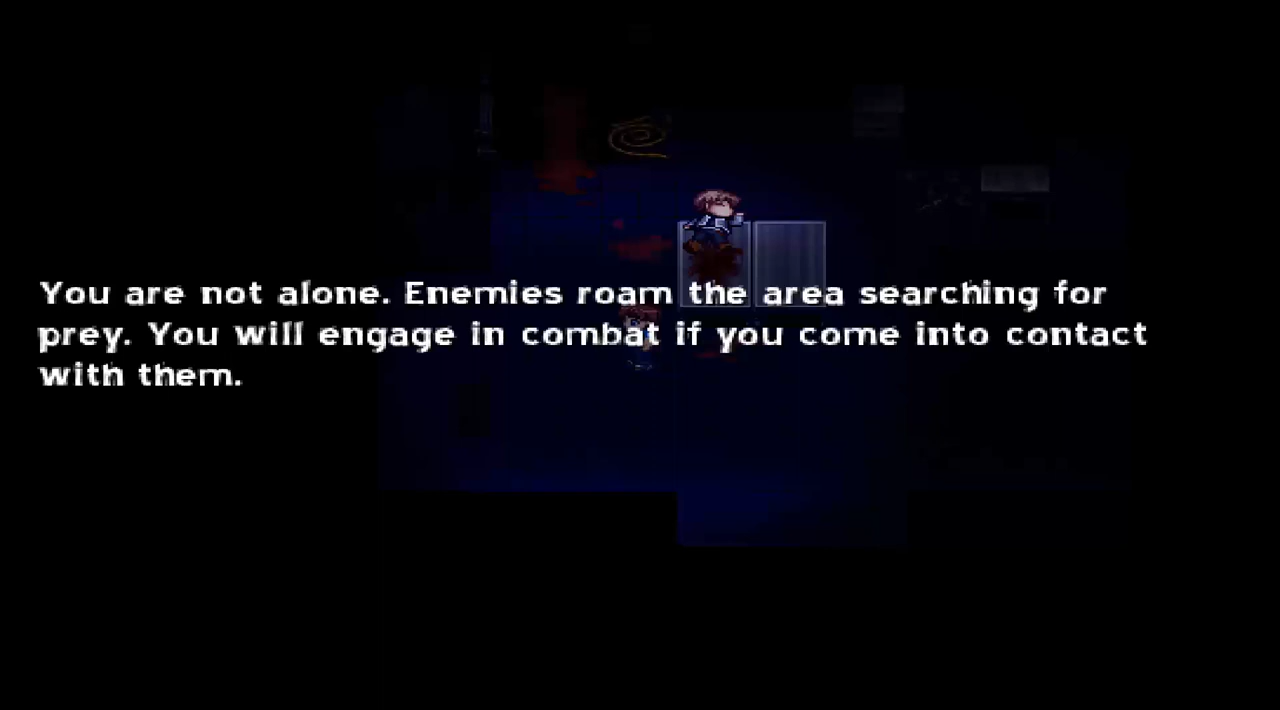 You are not alone. Enemies roam the area searching for
prey. You will engage in combat if you come into contact
with them.